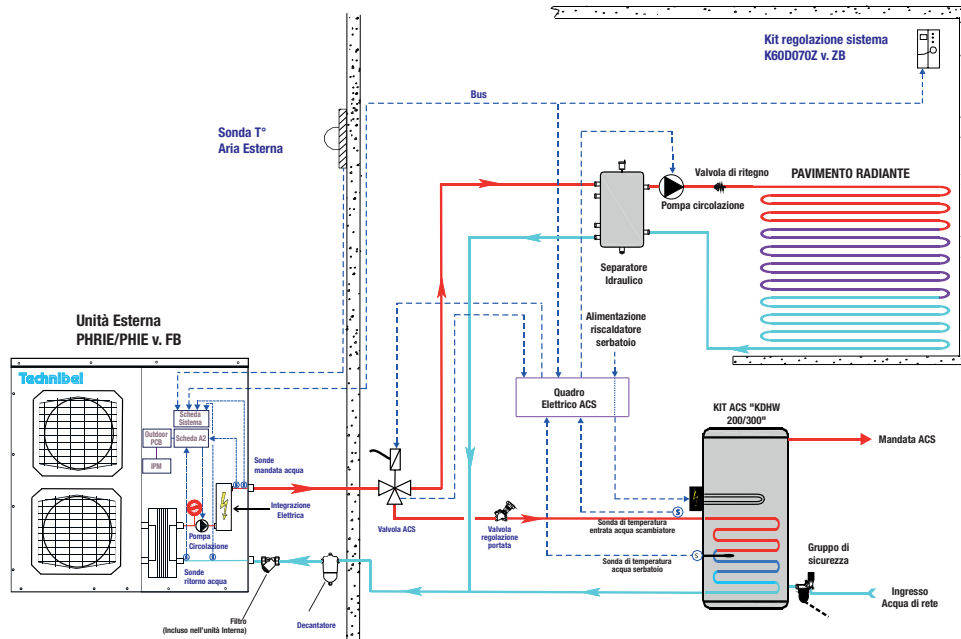 Kit regolazione sistema
K60D070Z v. ZB
Bus
Sonda T°
Aria Esterna
Valvola di ritegno
PAVIMENTO RADIANTE
Pompa circolazione
Separatore
Idraulico
Unità Esterna
PHRIE/PHIE v. FB
Alimentazione
riscaldatore
serbatoio
Technibel
Quadro
Elettrico ACS
KIT ACS "KDHW
200/300"
Scheda
Sistema
Outdoor
PCB
Scheda A2
IPM
Mandata ACS
Sonde
mandata acqua
Integrazione
Elettrica
Pompa
Circolazione
Valvola ACS
Valvola
regolazione
portata
S
Sonda di temperatura
entrata acqua scambiatore
S
Sonda di temperatura
acqua serbatoio
Gruppo di
sicurezza
Sonde
ritorno acqua
Ingresso
Acqua di rete
Filtro
(Incluso nell'unità Interna)
Decantatore